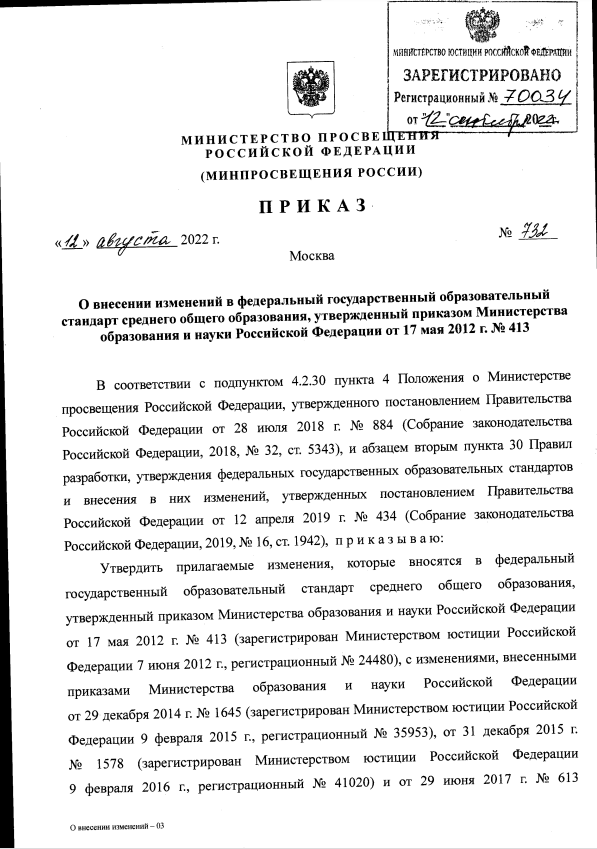 МИНИСТЕРСТВО ЮСТИЦИИ РОССИЙСКОЙ ФЕДЕРАЦИИ
ЗАРЕГИСТРИРОВАНО
Регистрационный № 70034
от "12" сентября 2022
МИНИСТЕРСТВО ПРОСВЕЩЕНИЯ
РОССИЙСКОЙ ФЕДЕРАЦИИ
(МИНПРОСВЕЩЕНИЯ РОССИИ)
ПРИКАЗ
«12» августа 2022 г.
№ 732
Москва
О внесении изменений в федеральный государственный образовательный
стандарт среднего общего образования, утвержденный приказом Министерства
образования и науки Российской Федерации от 17 мая 2012 г. № 413
В соответствии с подпунктом 4.2.30 пункта 4 Положения о Министерстве
просвещения Российской Федерации, утвержденного постановлением Правительства
Российской Федерации от 28 июля 2018 г. № 884 (Собрание законодательства
Российской Федерации, 2018, № 32, ст. 5343), и абзацем вторым пункта 30 Правил
разработки, утверждения федеральных государственных образовательных стандартов
и внесения в них изменений, утвержденных постановлением Правительства
Российской Федерации от 12 апреля 2019 г. № 434 (Собрание законодательства
Российской Федерации, 2019, № 16, ст. 1942), приказываю:
Утвердить прилагаемые изменения, которые вносятся в федеральный
государственный образовательный стандарт среднего общего образования,
утвержденный приказом Министерства образования и науки Российской Федерации
от 17 мая 2012 г. № 413 (зарегистрирован Министерством юстиции Российской
Федерации 7 июня 2012 г., регистрационный № 24480), с изменениями, внесенными
приказами Министерства образования и науки Российской Федерации
от 29 декабря 2014 г. № 1645 (зарегистрирован Министерством юстиции Российской
Федерации 9 февраля 2015 г., регистрационный № 35953), от 31 декабря 2015 г.
№ 1578 (зарегистрирован Министерством юстиции Российской Федерации
9 февраля 2016 г., регистрационный № 41020) и от 29 июня 2017 г. № 613
О внесении изменений – 03